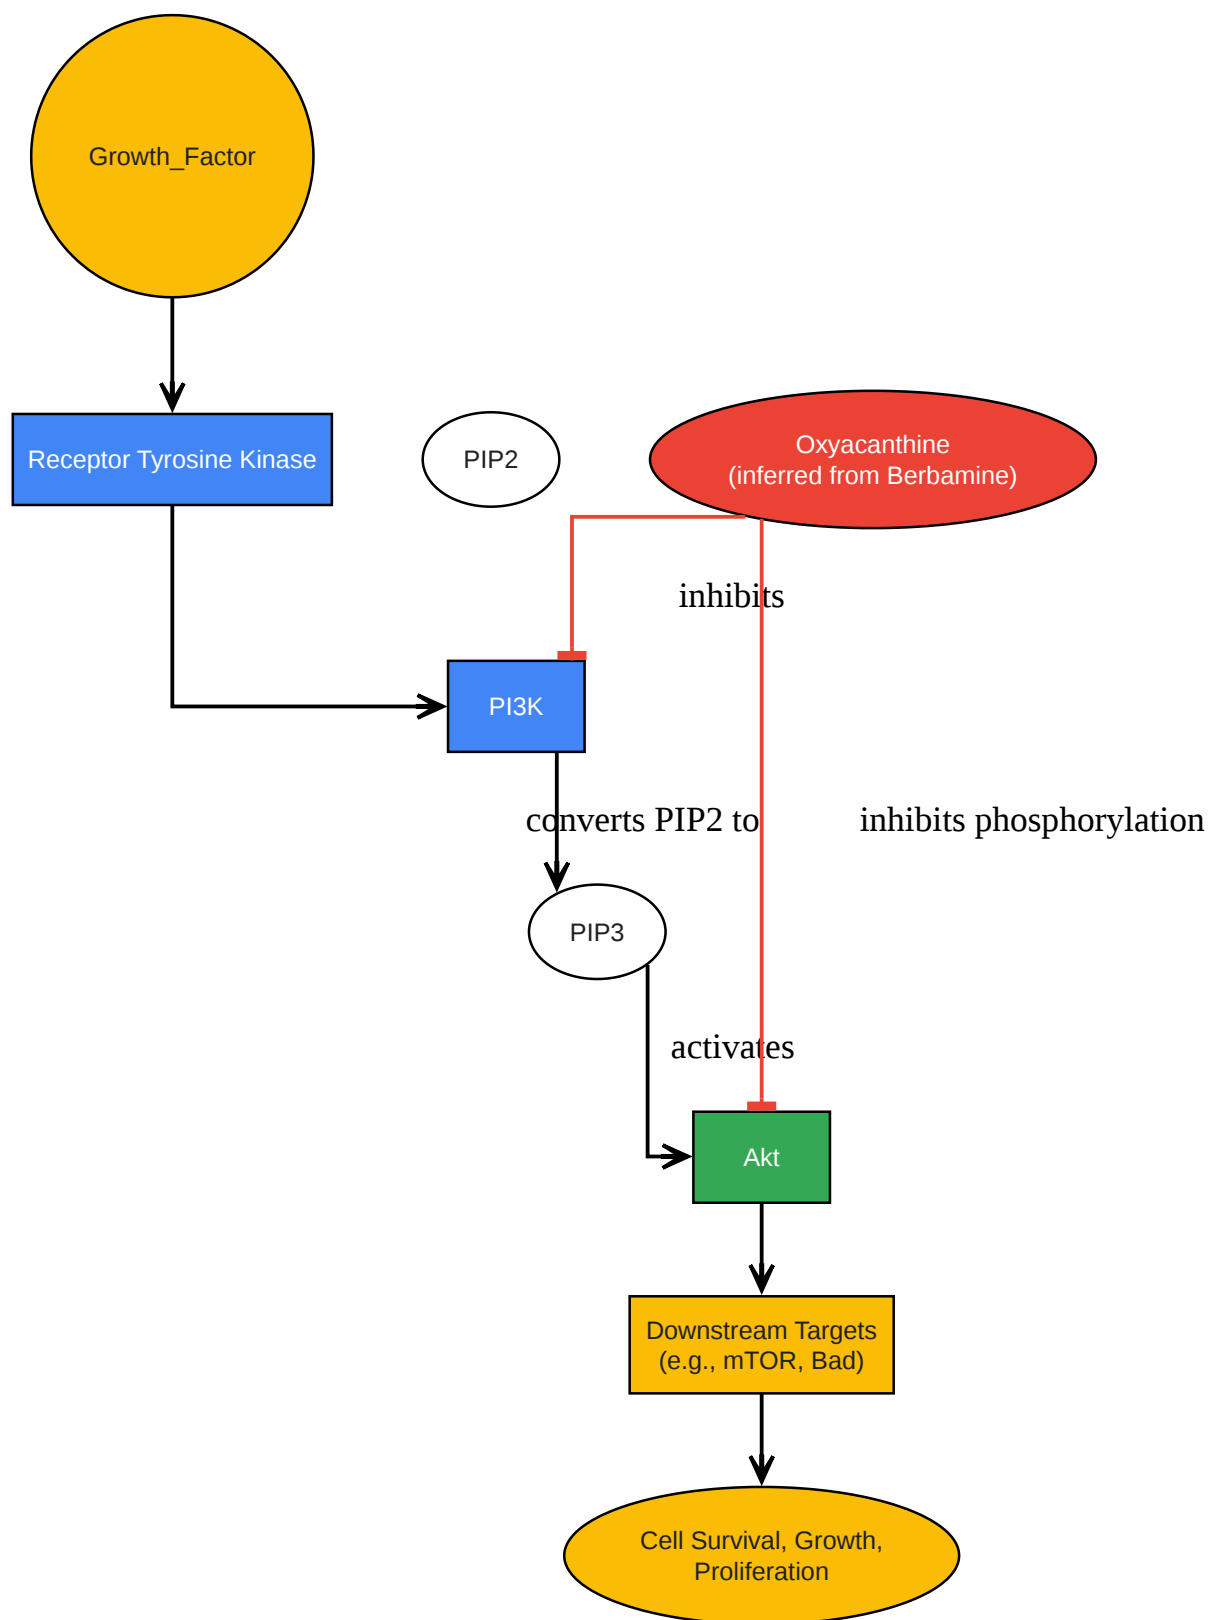 Growth_Factor
Receptor Tyrosine Kinase
PIP2
Oxyacanthine
(inferred from Berbamine)
inhibits
PI3K
converts PIP2 to
inhibits phosphorylation
PIP3
activates
Akt
Downstream Targets
(e.g., mTOR, Bad)
Cell Survival, Growth,
Proliferation